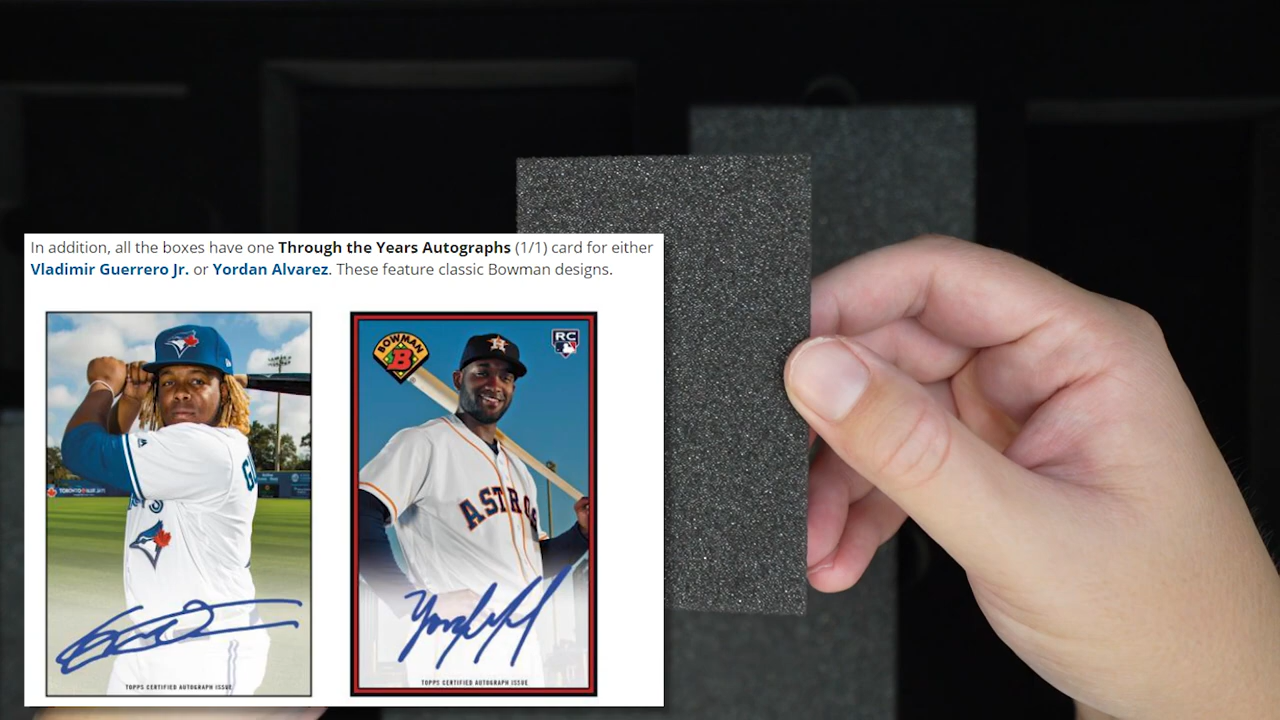 In addition, all the boxes have one Through the Years Autographs (1/1) card for either
Vladimir Guerrero Jr. or Yordan Alvarez. These feature classic Bowman designs.
BOWMAN
B
RC
ASTROS
TOPPS CERTIFIED AUTOGRAPH ISSUE
TOPPS CERTIFIED AUTOGRAPH ISSUE